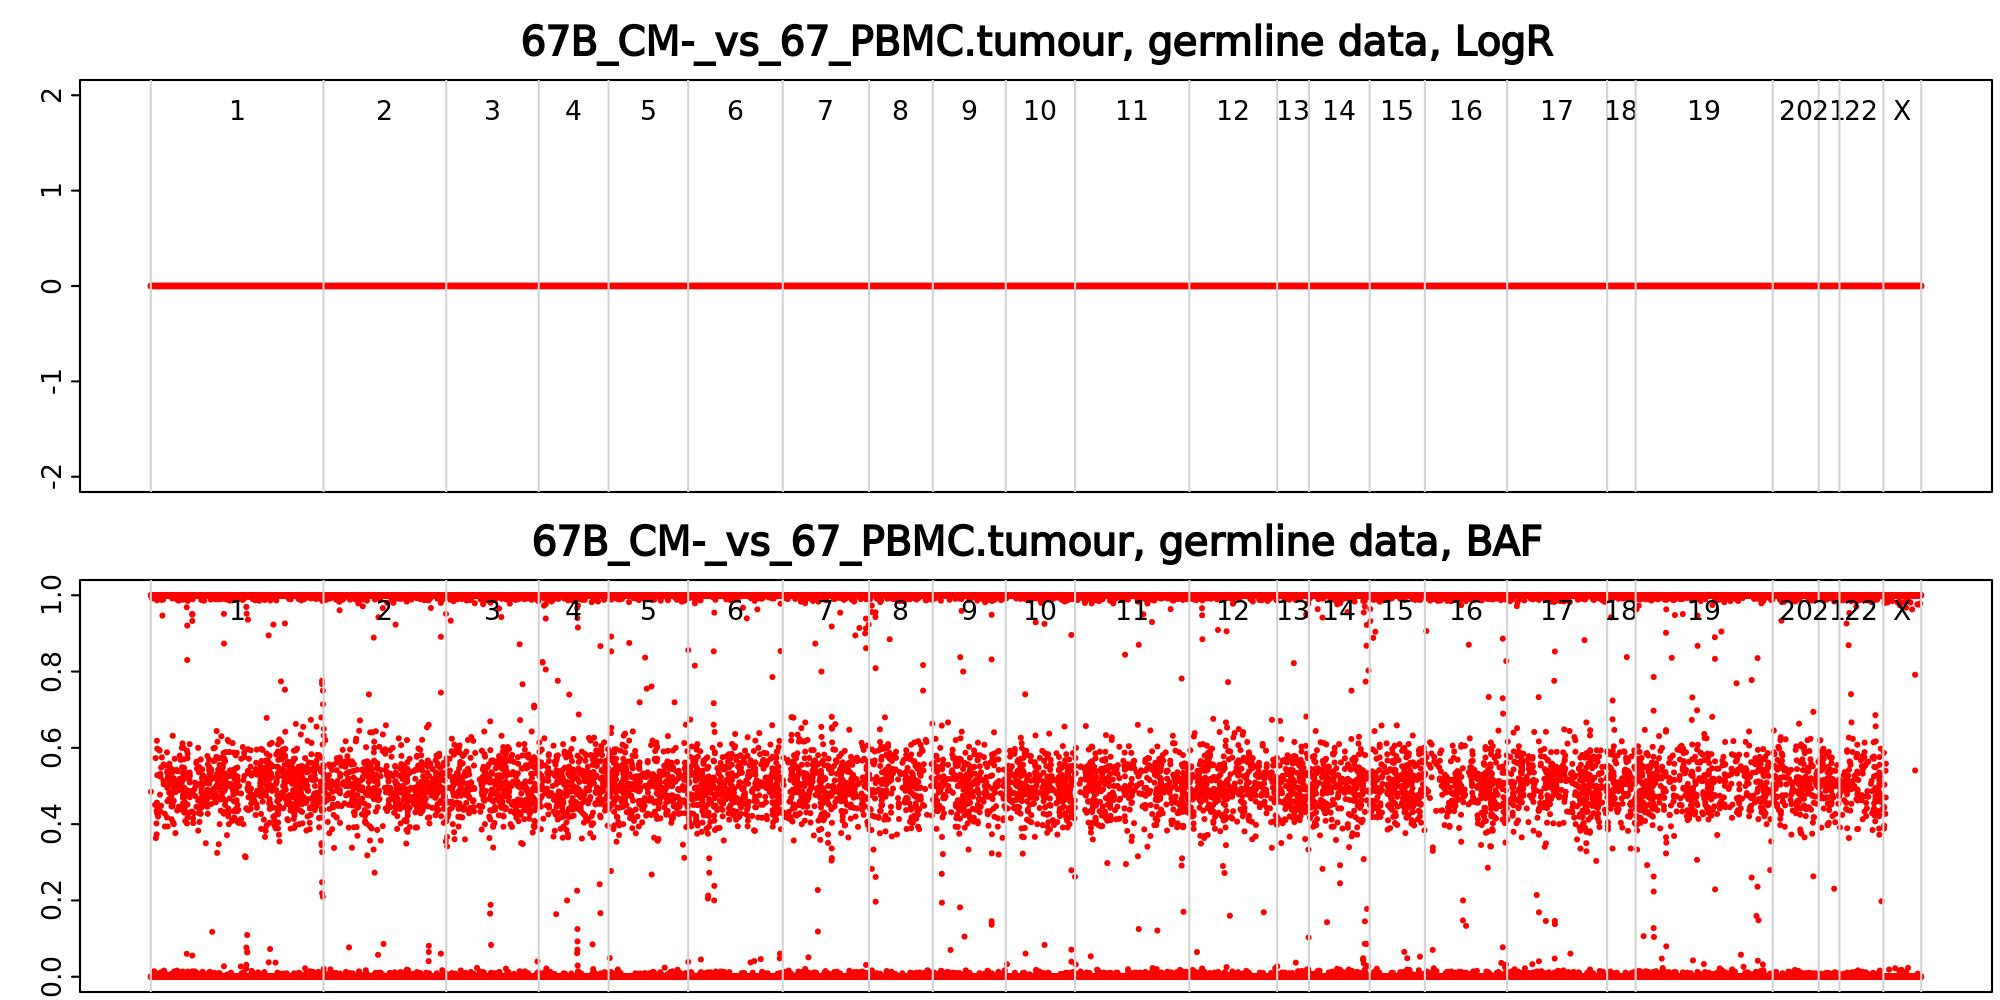 67B_CM-_vs_67_PBMC.tumour, germline data, LogR
2
1
0
-1
-2
1 2 3 4 5 6 7 8 9 10 11 12 13 14 15 16 17 18 19 20 21 22 X
67B_CM-_vs_67_PBMC.tumour, germline data, BAF
1.0
0.8
0.6
0.4
0.2
0.0
1 2 3 4 5 6 7 8 9 10 11 12 13 14 15 16 17 18 19 20 21 22 X